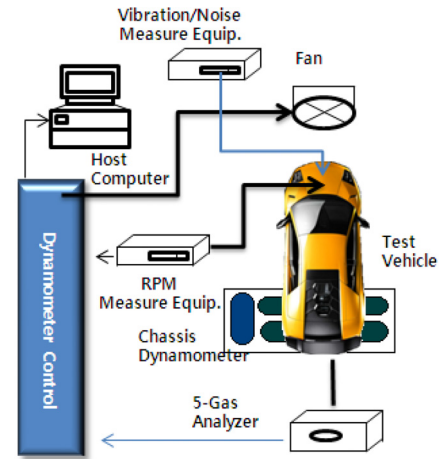 Vibration/Noise
Measure Equip.
Fan
Host
Computer
Dynamometer Control
Test
Vehicle
RPM
Measure Equip.
Chassis
Dynamometer
5-Gas
Analyzer